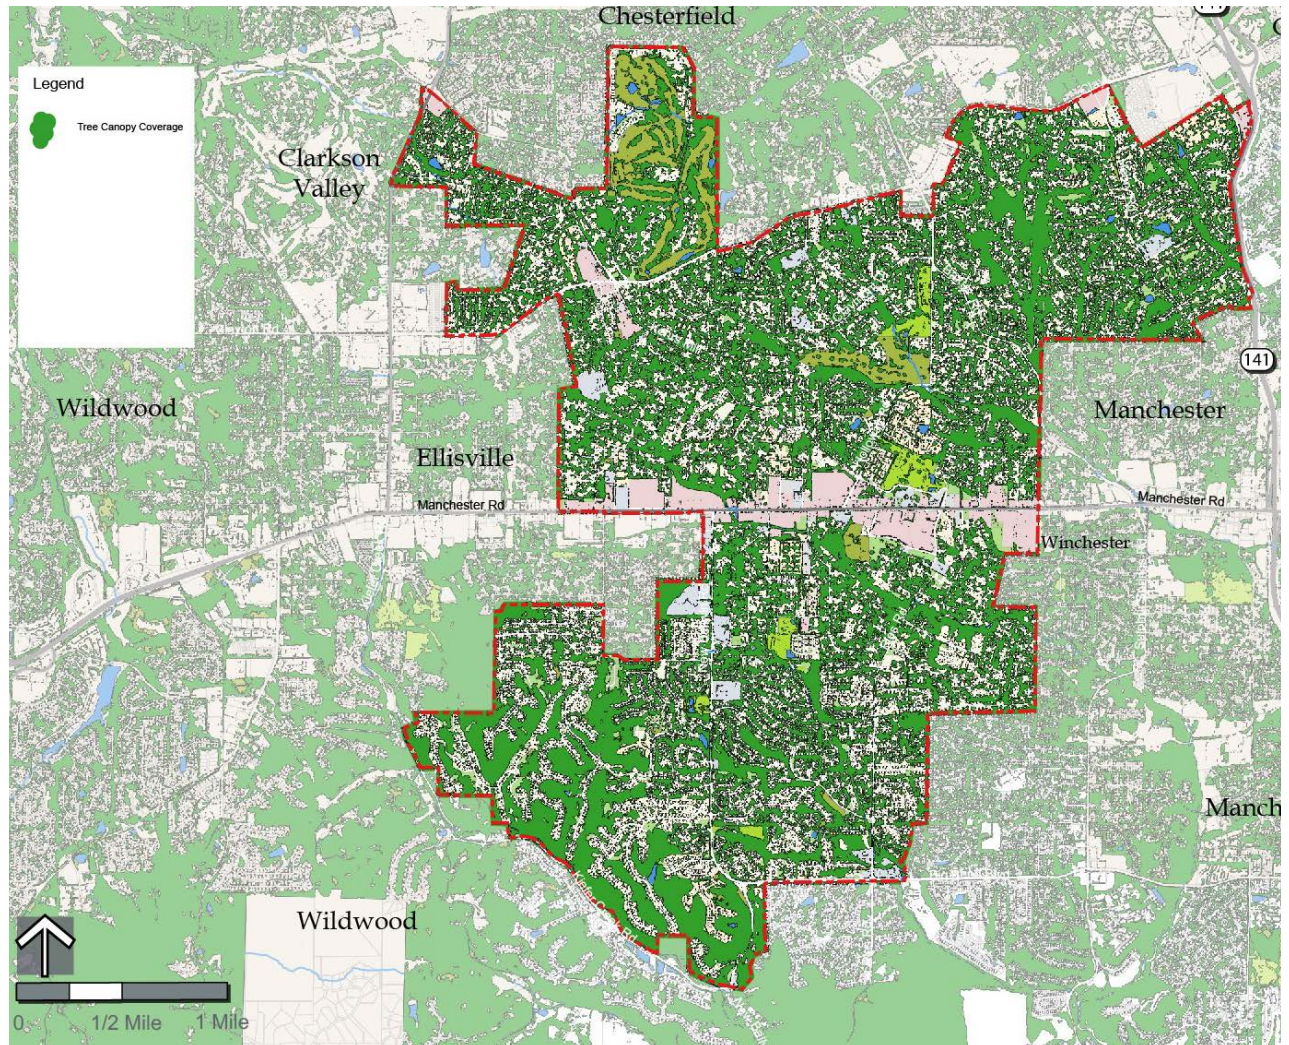 Chesterfield
Legend
Tree Canopy Coverage
Clarkson
Valley
141
Wildwood
Manchester
Ellisville
Manchester Rd
Manchester Rd
Winchester
Manch
Wildwood
0
1/2 Mile
1 Mile